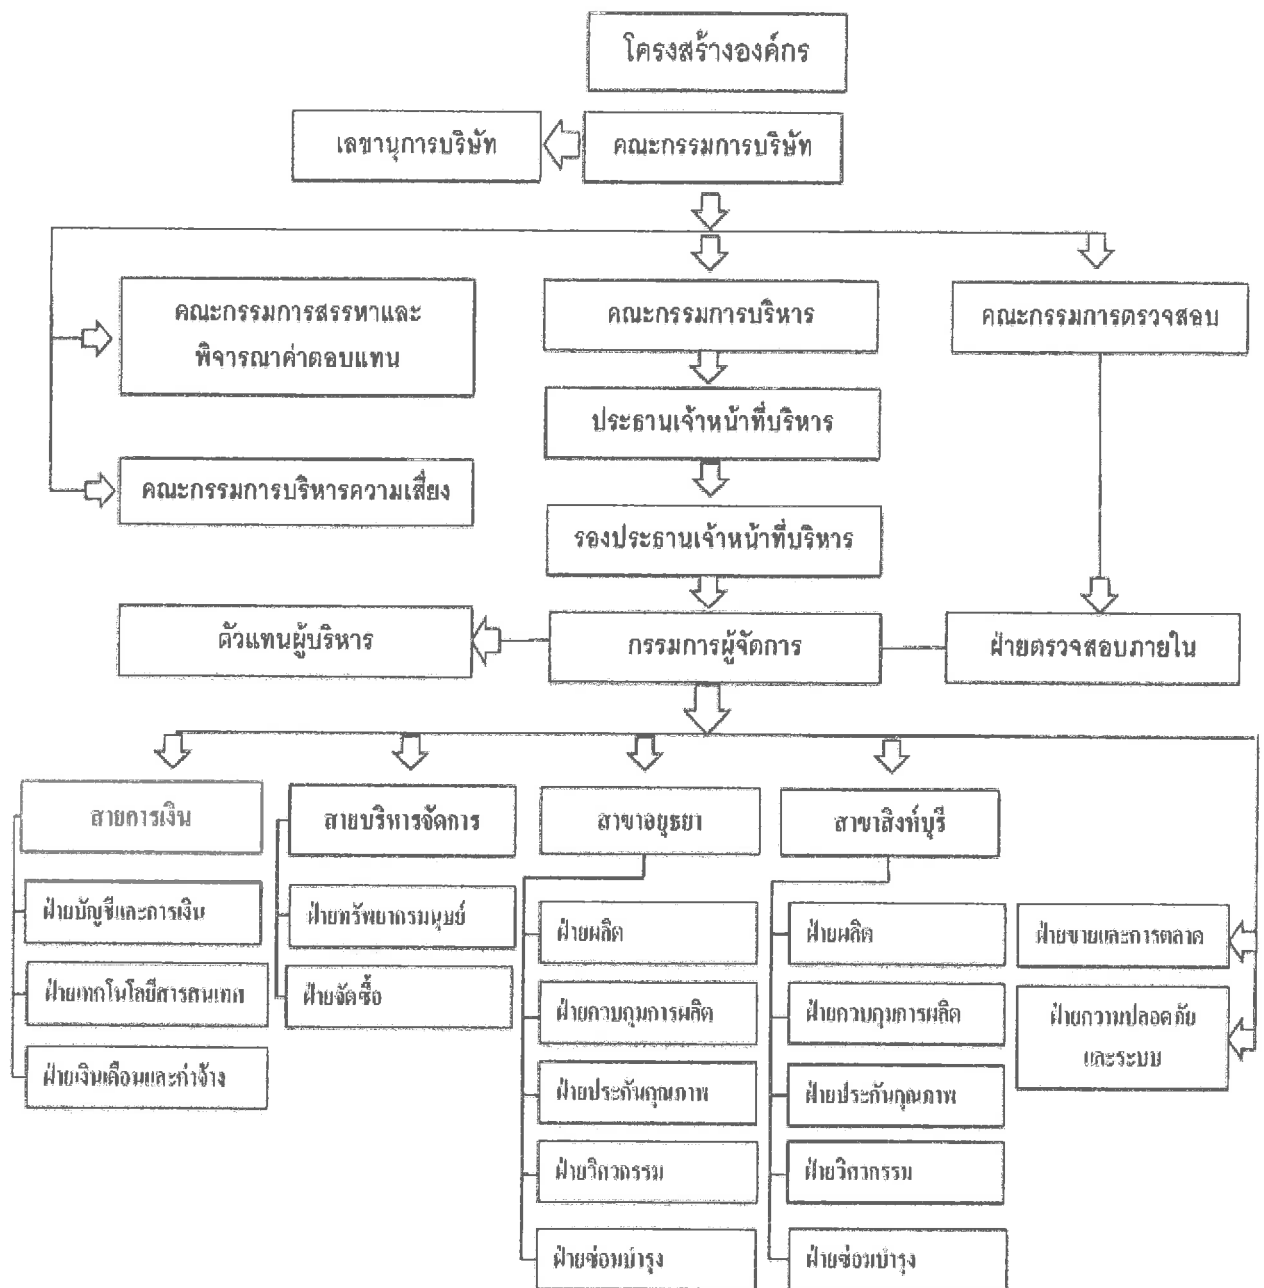 โครงสร้างองค์กร
เลขานุการบริษัท
คณะกรรมการบริษัท
คณะกรรมการสรรหาและ
พิจารณาค่าตอบแทน
คณะกรรมการบริหาร
คณะกรรมการตรวจสอบ
ประธานเจ้าหน้าที่บริหาร
คณะกรรมการบริหารความเสี่ยง
รองประธานเจ้าหน้าที่บริหาร
ตัวแทนผู้บริหาร
กรรมการผู้จัดการ
ฝ่ายตรวจสอบภายใน
สายการเงิน
ฝ่ายบัญชีและการเงิน
ฝ่ายเทคโนโลยีสารสนเทศ
ฝ่ายเงินเดือนและค่าจ้าง
สายบริหารจัดการ
ฝ่ายทรัพยากรมนุษย์
ฝ่ายจัดซื้อ
สาขาอยุธยา
ฝ่ายผลิต
ฝ่ายควบคุมการผลิต
ฝ่ายประกันคุณภาพ
ฝ่ายวิศวกรรม
ฝ่ายซ่อมบำรุง
สาขาสิงห์บุรี
ฝ่ายผลิต
ฝ่ายควบคุมการผลิต
ฝ่ายประกันคุณภาพ
ฝ่ายวิศวกรรม
ฝ่ายซ่อมบำรุง
ฝ่ายขายและการตลาด
ฝ่ายความปลอดภัย
และระบบ